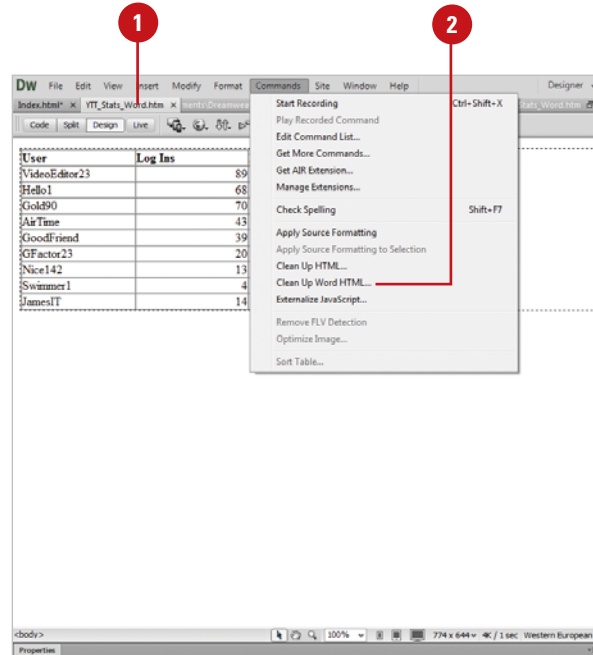 1
2
DW File Edit View Insert Modify Format Commands Site Window Help Designer
Index.html* × YTT_Stats_Word.htm × Stats_Word.htm
Code Split Design Live
Start Recording Ctrl+Shift+X
Play Recorded Command
Edit Command List...
Get More Commands...
Get AIR Extension...
Manage Extensions...
Check Spelling Shift+F7
Apply Source Formatting
Apply Source Formatting to Selection
Clean Up HTML...
Clean Up Word HTML...
Externalize JavaScript...
Remove FLV Detection
Optimize Image...
Sort Table...
User Log Ins
VideoEditor23 89
Hello1 68
Gold90 70
AirTime 43
GoodFriend 39
GFactor23 20
Nice142 13
Swimmer1 4
JamesIT 14
<body> 100% 774 x 644 4K / 1 sec Western European
Properties